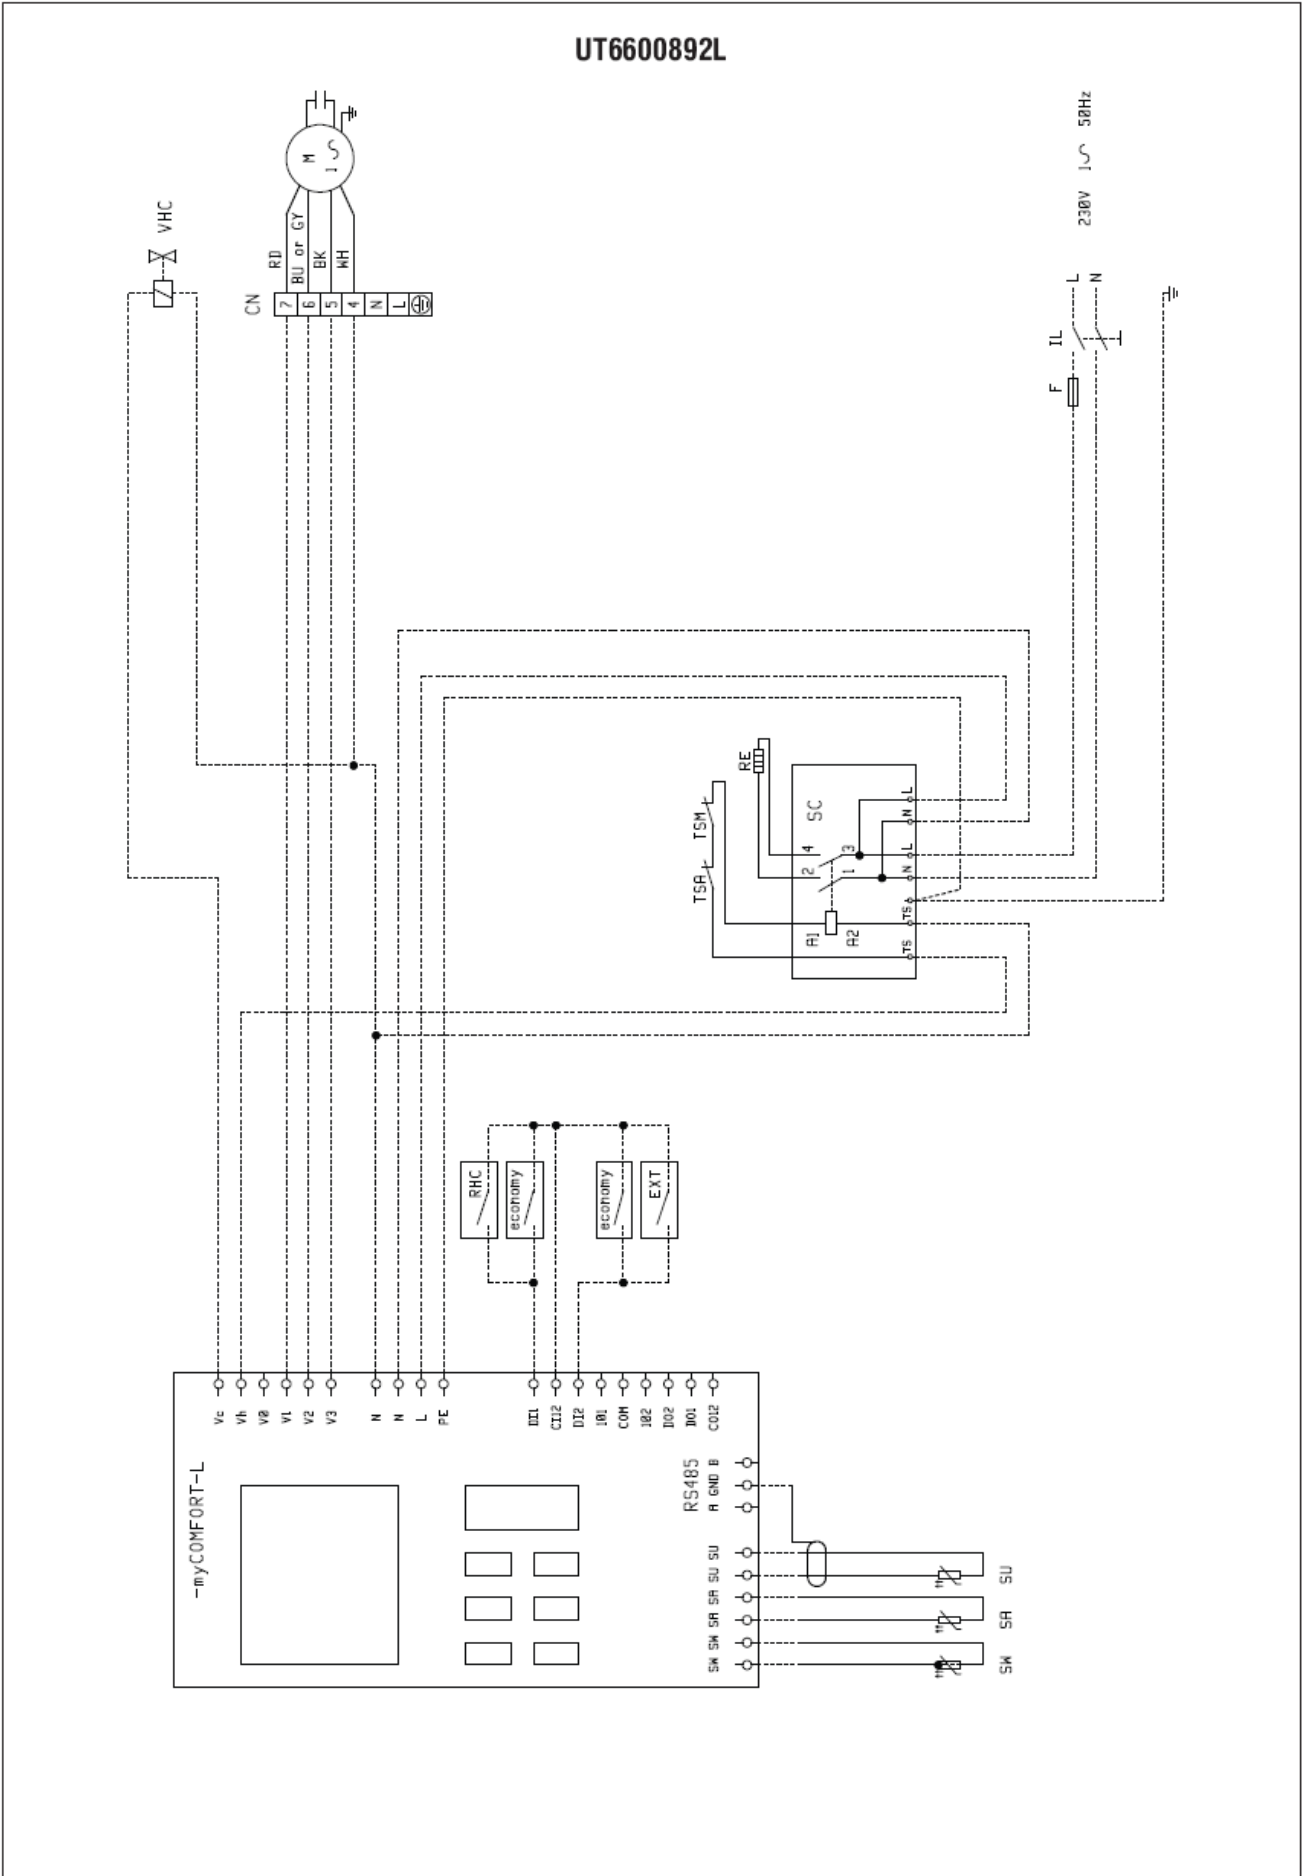 UT6600892L
230V 1 50Hz
VHC
M
1
RD
BU or GY
BK
WH
CN
7
6
5
4
N
L
L
N
IL
F
RE
TSM
TSA
SC
4
3
2
1
A1
A2
L
N
L
N
TS
TS
RHC
economy
economy
EXT
-myCOMFORT-L
Vc
Vh
V0
V1
V2
V3
N
N
L
PE
DI1
CI12
DI2
101
COM
102
DO2
DO1
CO12
RS485
B
GND
A
SU
SU
SA
SA
SW
SW
SU
SA
SW